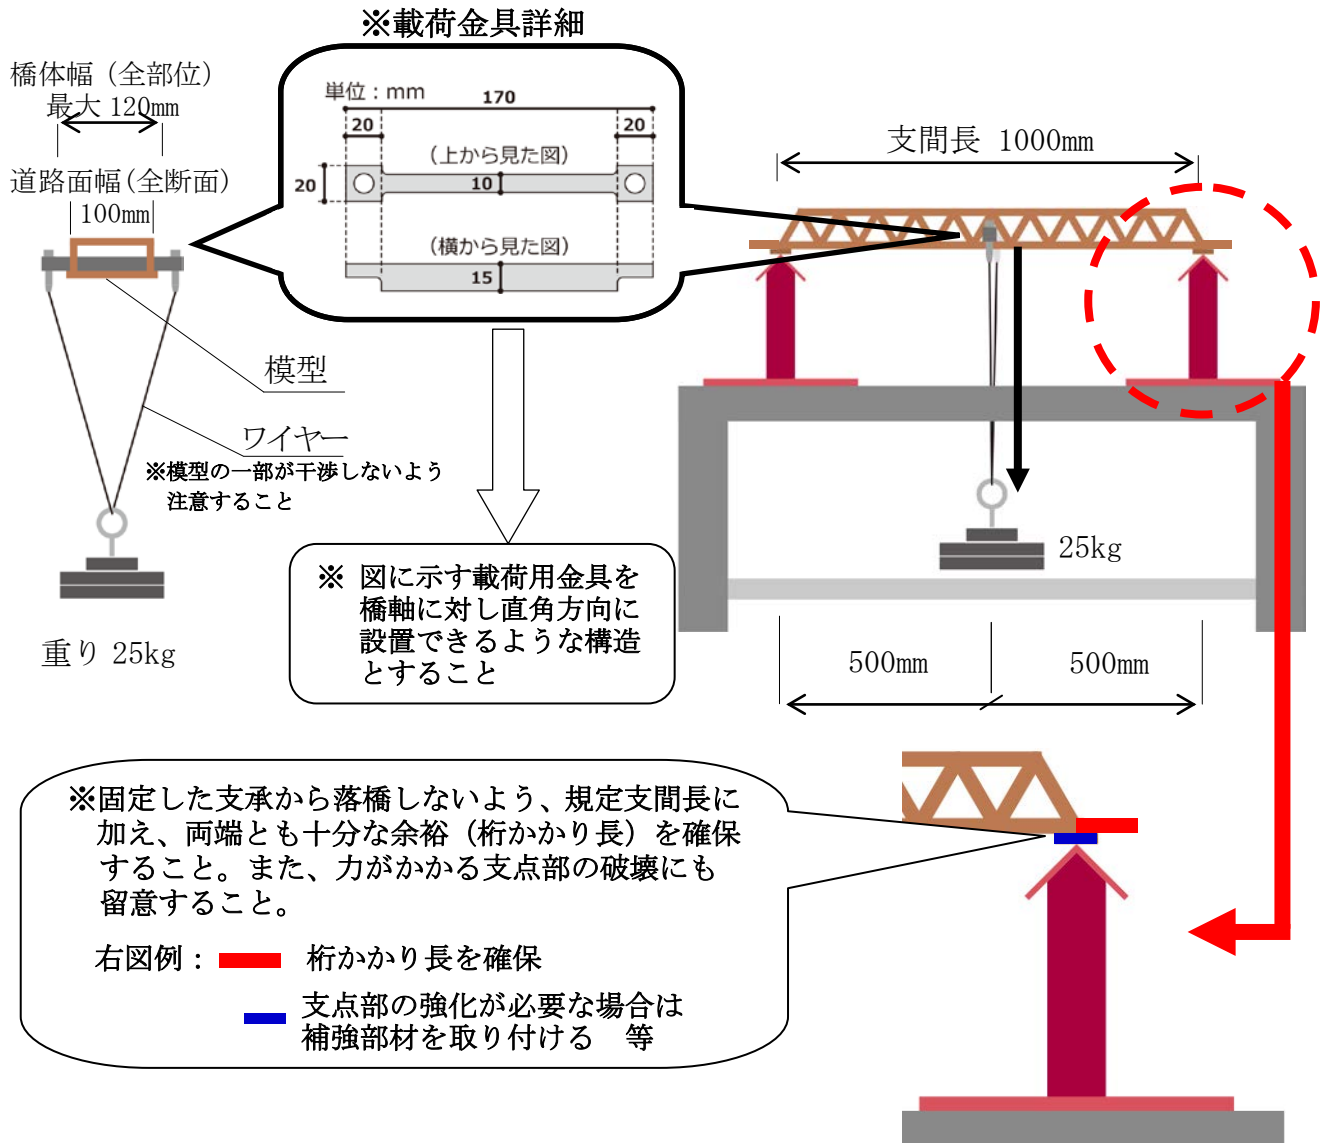 ※載荷金具詳細
橋体幅（全部位）
最大 120mm
道路面幅(全断面)
100mm
模型
ワイヤー
※模型の一部が干渉しないよう
注意すること
重り 25kg
単位：mm
170
20
20
（上から見た図）
20
10
（横から見た図）
15
※ 図に示す載荷用金具を
橋軸に対し直角方向に
設置できるような構造
とすること
支間長 1000mm
25kg
500mm
500mm
※固定した支承から落橋しないよう、規定支間長に
加え、両端とも十分な余裕（桁かかり長）を確保
すること。また、力がかかる支点部の破壊にも
留意すること。
右図例：
桁かかり長を確保
支点部の強化が必要な場合は
補強部材を取り付ける 等